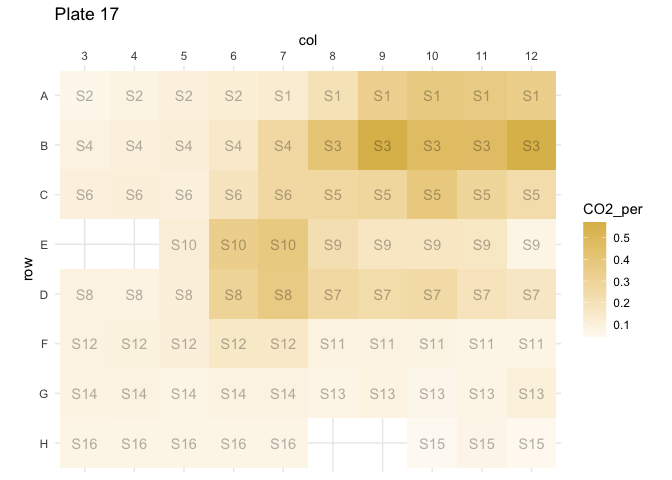 Plate 17
col
3 4 5 6 7 8 9 10 11 12
A S2 S2 S2 S2 S1 S1 S1 S1 S1 S1
B S4 S4 S4 S4 S4 S3 S3 S3 S3 S3
C S6 S6 S6 S6 S6 S5 S5 S5 S5 S5
E S10 S10 S10 S9 S9 S9 S9 S9
D S8 S8 S8 S8 S8 S7 S7 S7 S7 S7
F S12 S12 S12 S12 S12 S11 S11 S11 S11 S11
G S14 S14 S14 S14 S14 S13 S13 S13 S13 S13
H S16 S16 S16 S16 S16 S15 S15 S15
row
CO2_per
0.5
0.4
0.3
0.2
0.1